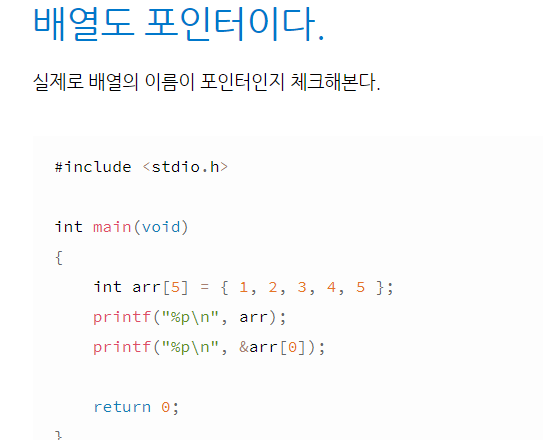 배열도 포인터이다.
실제로 배열의 이름이 포인터인지 체크해본다.
#include <stdio.h>
int main(void)
{
int arr[5] = { 1, 2, 3, 4, 5 };
printf("%p\n", arr);
printf("%p\n", &arr[0]);
return 0;
}